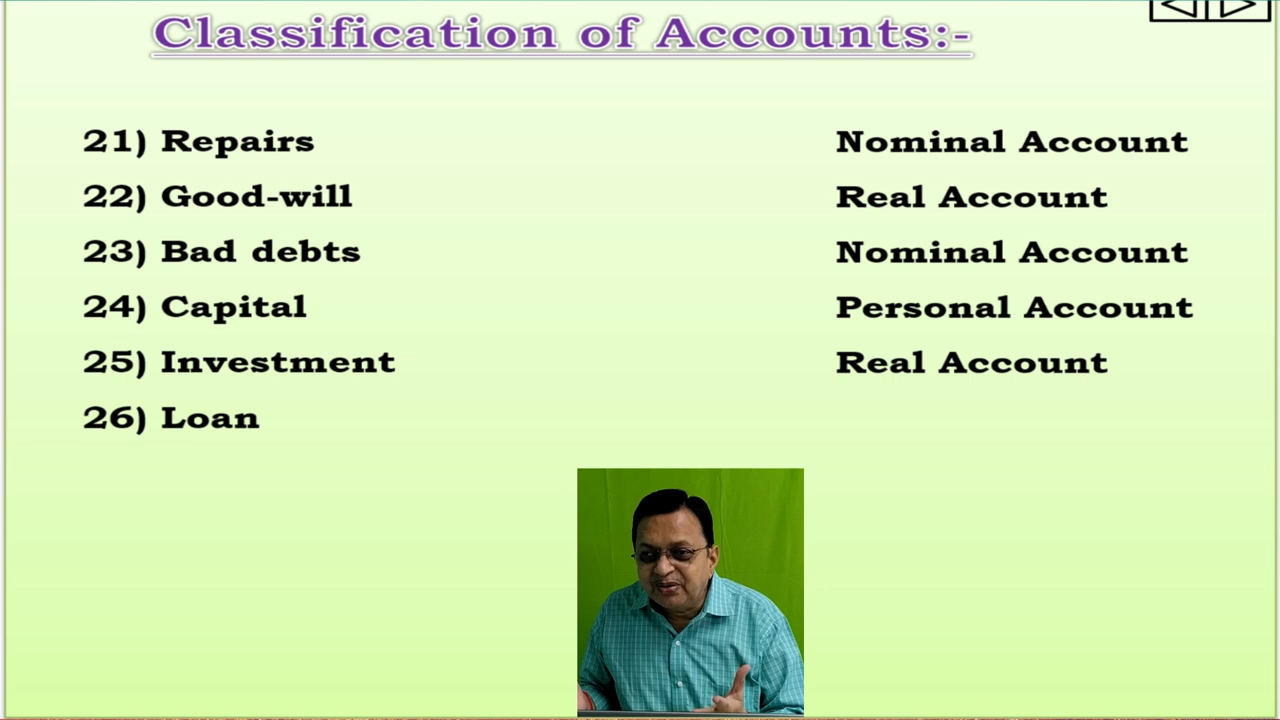 Classification of Accounts:-
21) Repairs Nominal Account
22) Good-will Real Account
23) Bad debts Nominal Account
24) Capital Personal Account
25) Investment Real Account
26) Loan